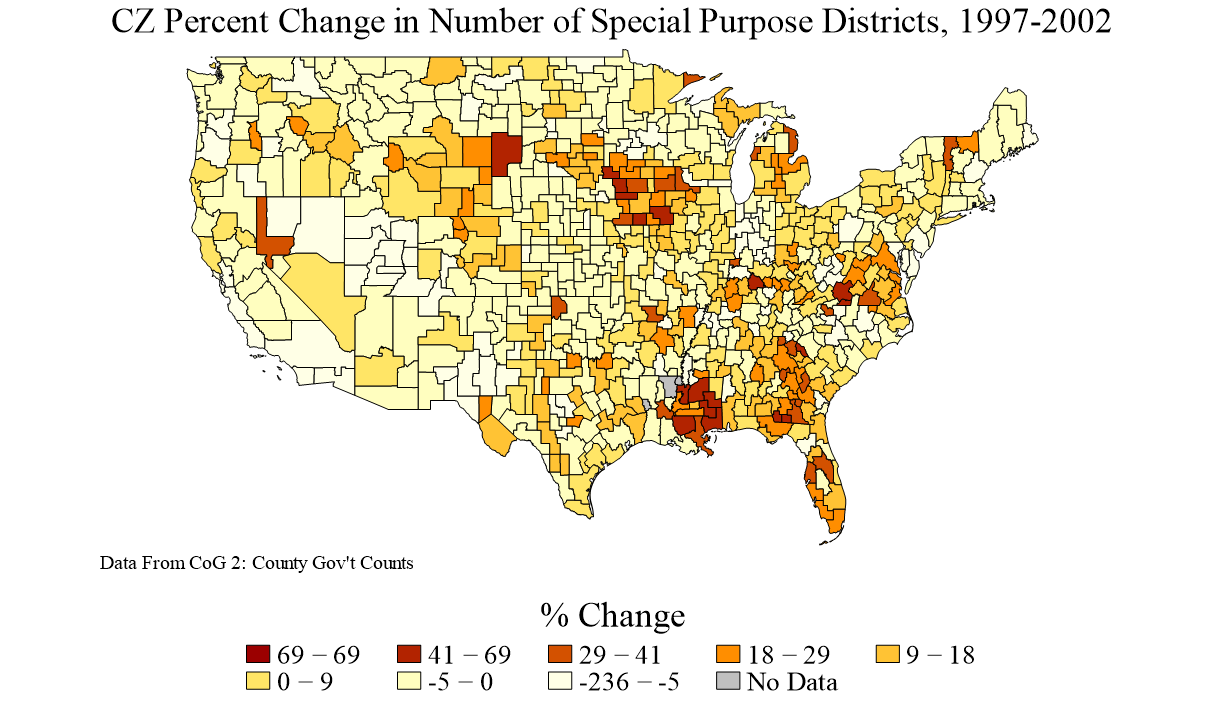 CZ Percent Change in Number of Special Purpose Districts, 1997-2002
Data From CoG 2: County Gov't Counts
% Change
69 − 69 41 − 69 29 − 41 18 − 29 9 − 18
0 − 9 -5 − 0 -236 − -5 No Data